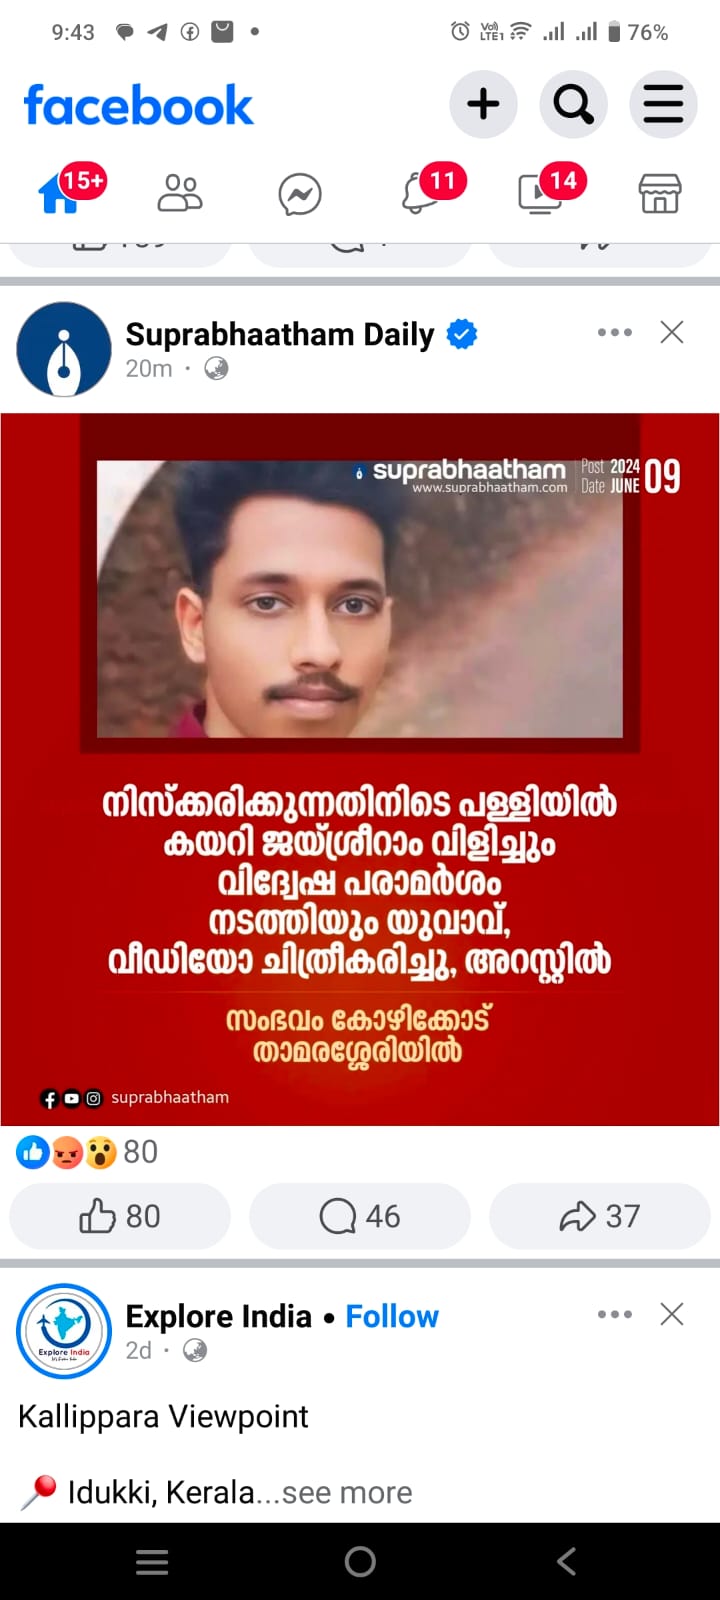 9:43
Vo) LTE1
76%
facebook
15+
11
14
Suprabhaatham Daily
20m
suprabhaatham
www.suprabhaatham.com
Post 2024
Date JUNE
09
നിസ്ക്കരിക്കുന്നതിനിടെ പള്ളിയിൽ
കയറി ജയ്ശ്രീറാം വിളിച്ചും
വിദ്വേഷ പരാമർശം
നടത്തിയും യുവാവ്,
വീഡിയോ ചിത്രീകരിച്ചു, അറസ്റ്റിൽ
സംഭവം കോഴിക്കോട്
താമരശ്ശേരിയിൽ
suprabhaatham
80
80
46
37
Explore India • Follow
Explore India
2d
Kallippara Viewpoint
Idukki, Kerala...see more